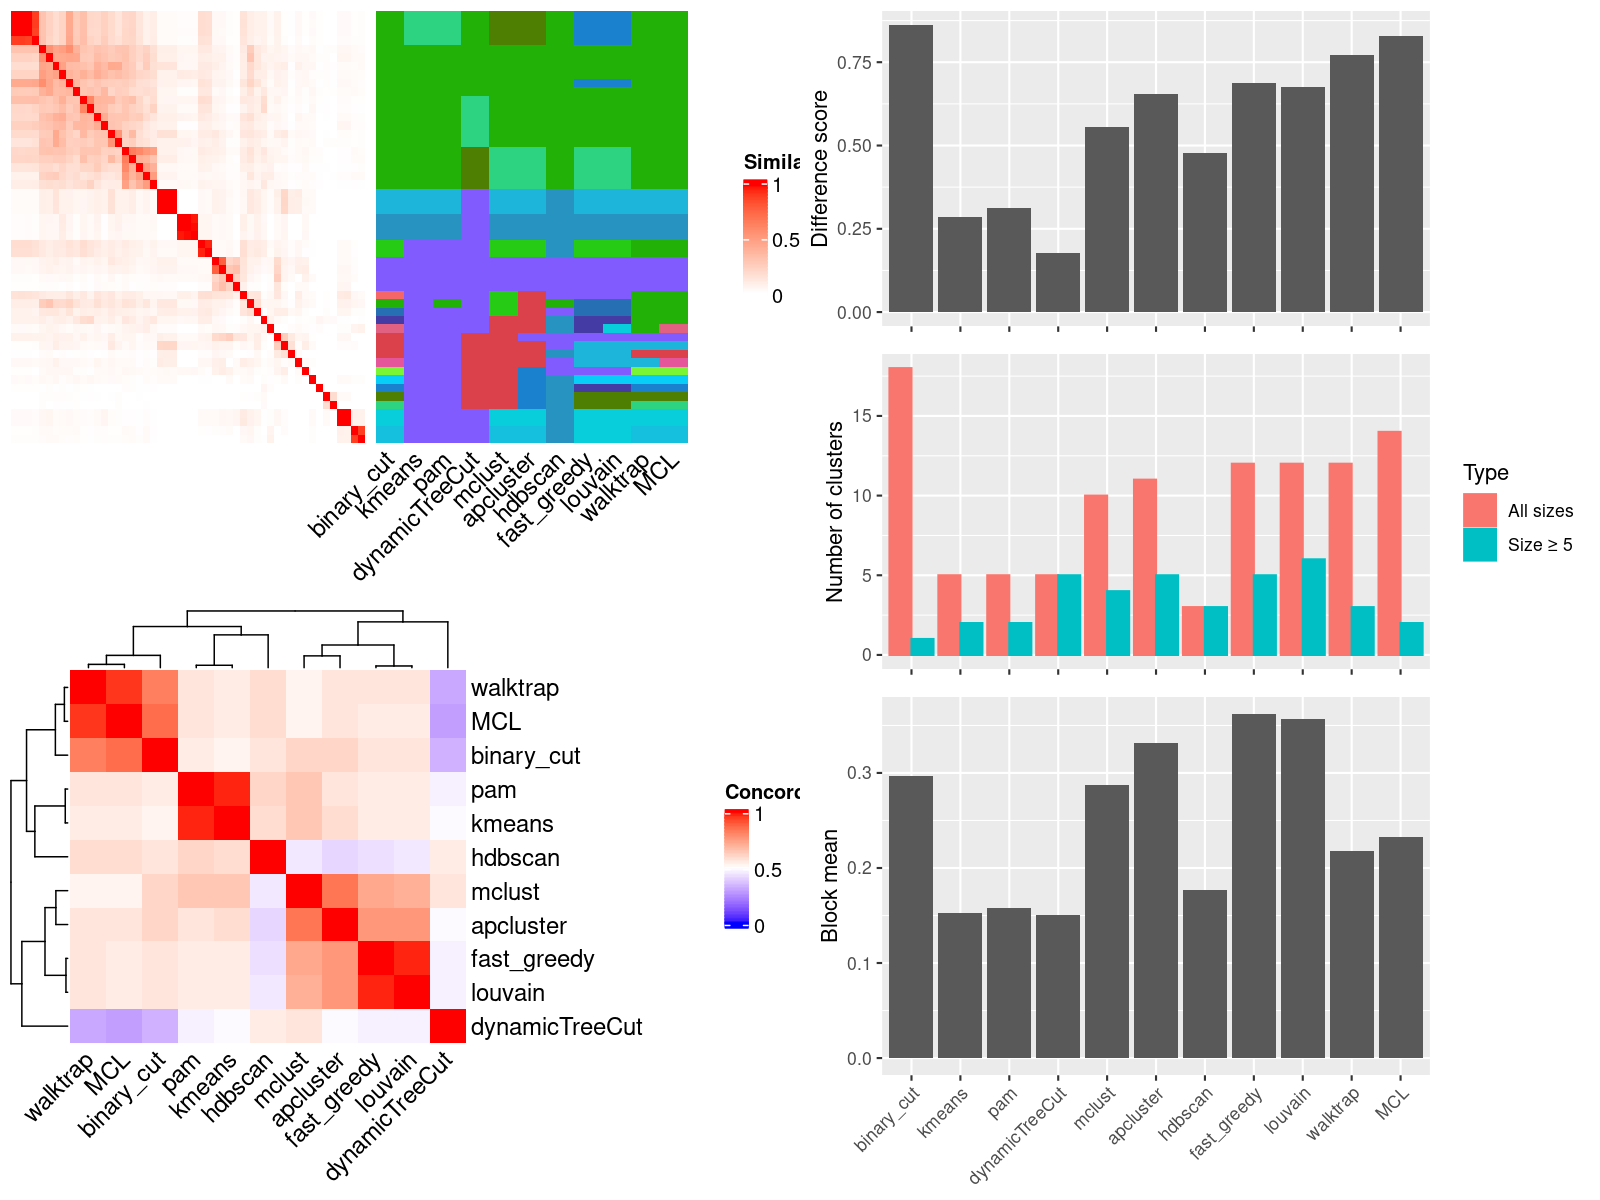 Simila
1
0.5
0
binary_cut
kmeans
pam
dynamicTreeCut
mclust
apcluster
hdbscan
fast_greedy
louvain
walktrap
MCL
walktrap
MCL
binary_cut
pam
kmeans
hdbscan
mclust
apcluster
fast_greedy
louvain
dynamicTreeCut
walktrap
MCL
binary_cut
pam
kmeans
hdbscan
mclust
apcluster
fast_greedy
louvain
dynamicTreeCut
Concord
1
0.5
0
Difference score
0.75
0.50
0.25
0.00
Number of clusters
15
10
5
0
Type
All sizes
Size ≥ 5
Block mean
0.3
0.2
0.1
0.0
binary_cut
kmeans
pam
dynamicTreeCut
mclust
apcluster
hdbscan
fast_greedy
louvain
walktrap
MCL